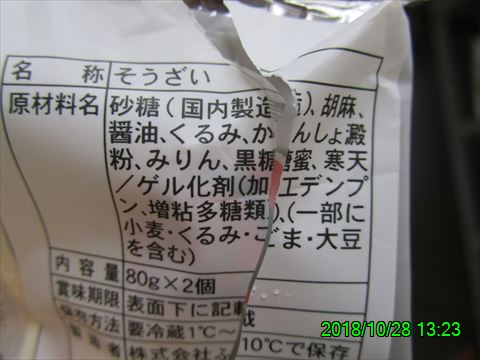 名 称 そうざい
原材料名 砂糖(国内製造)、胡麻、
醤油、くるみ、かんしょ澱
粉、みりん、黒糖糖蜜、寒天
/ゲル化剤(加工デンプ
ン、増粘多糖類)、(一部に
小麦・くるみ・ごま・大豆
を含む)
内容量 80g×2個
賞味期限 表面下に記載
保存方法 要冷蔵1℃~10℃で保存
製造者 株式会社ふ
2018/10/28 13:23